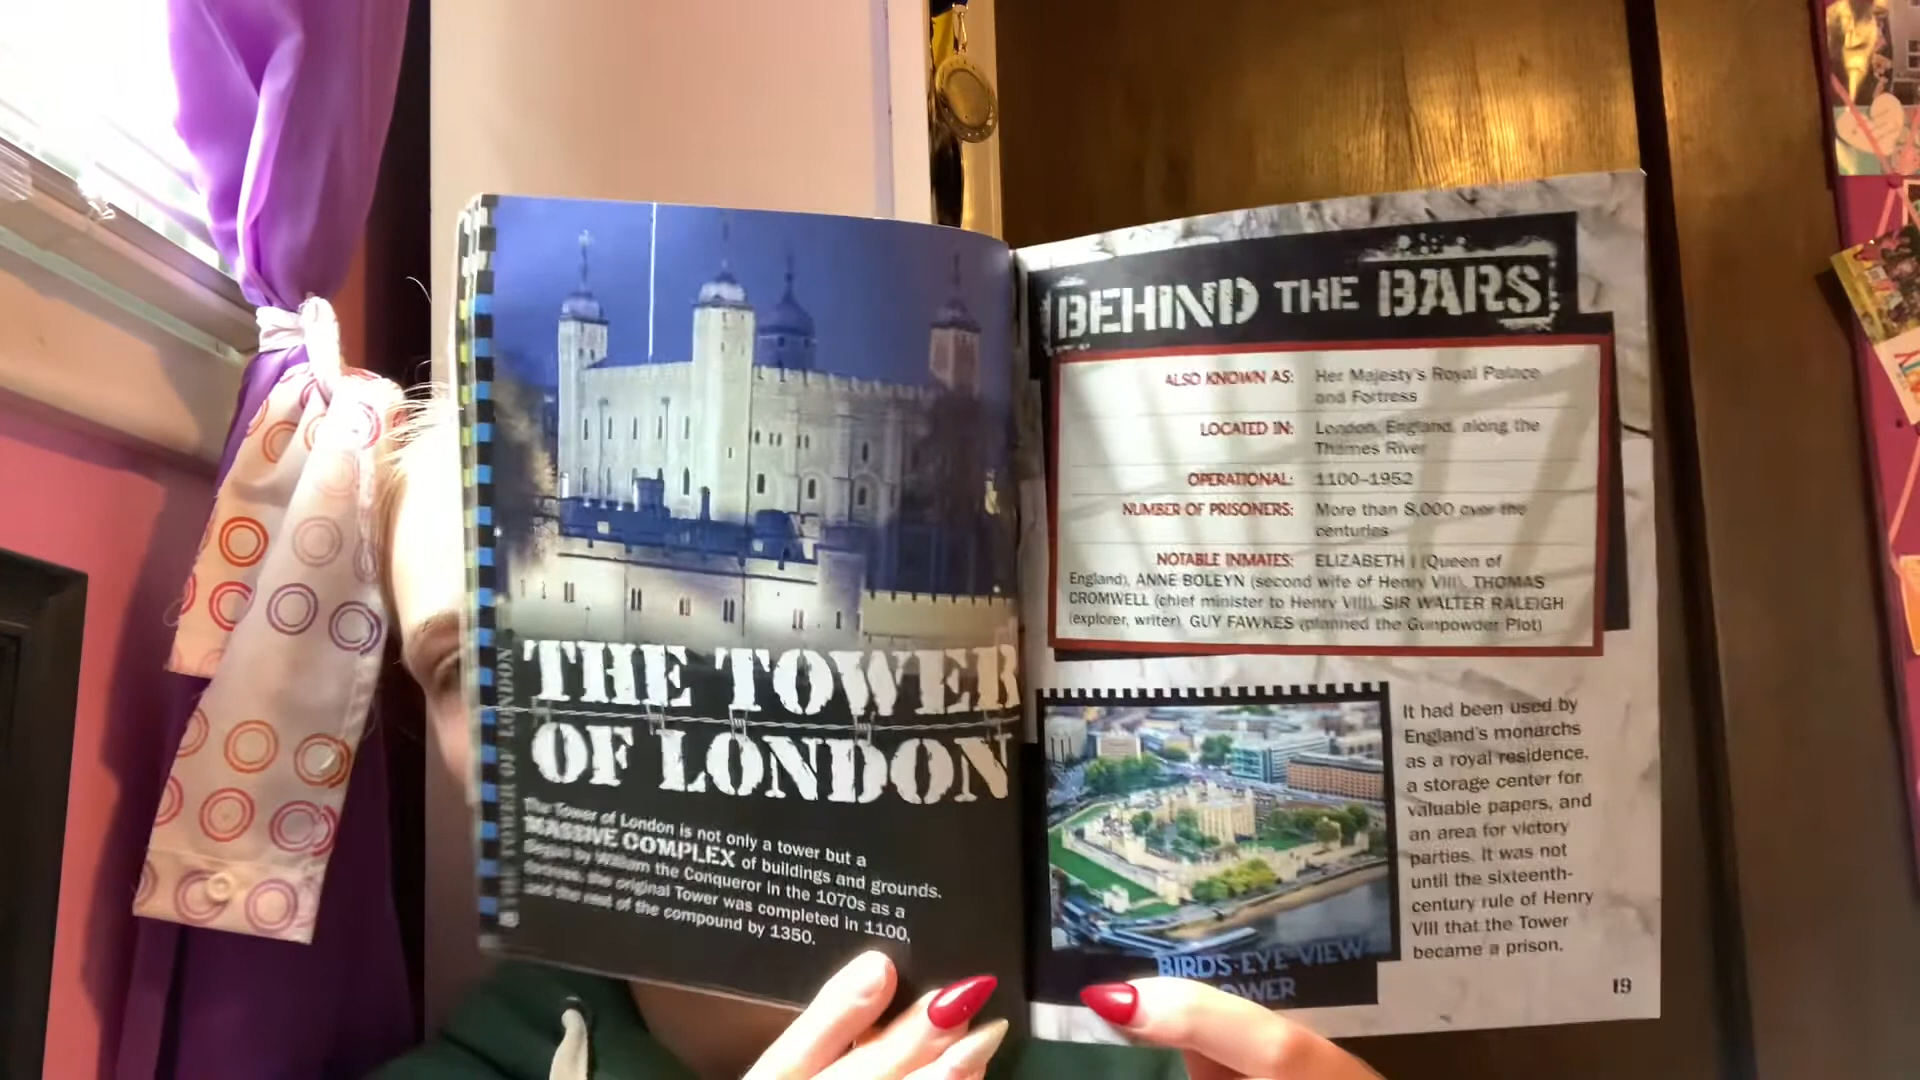 THE TOWER
OF LONDON
The Tower of London is not only a tower but a
MASSIVE COMPLEX of buildings and grounds.
Begun by William the Conqueror in the 1070s as a
fortress, the original Tower was completed in 1100,
and the rest of the compound by 1350.
18
THE TOWER OF LONDON
BEHIND THE BARS
ALSO KNOWN AS: Her Majesty's Royal Palace
and Fortress
LOCATED IN: London, England, along the
Thames River
OPERATIONAL: 1100–1952
NUMBER OF PRISONERS: More than 8,000 over the
centuries
NOTABLE INMATES: ELIZABETH I (Queen of
England), ANNE BOLEYN (second wife of Henry VIII), THOMAS
CROMWELL (chief minister to Henry VIII), SIR WALTER RALEIGH
(explorer, writer), GUY FAWKES (planned the Gunpowder Plot)
BIRD'S-EYE VIEW
TOWER
It had been used by
England's monarchs
as a royal residence,
a storage center for
valuable papers, and
an area for victory
parties. It was not
until the sixteenth-
century rule of Henry
VIII that the Tower
became a prison.
19